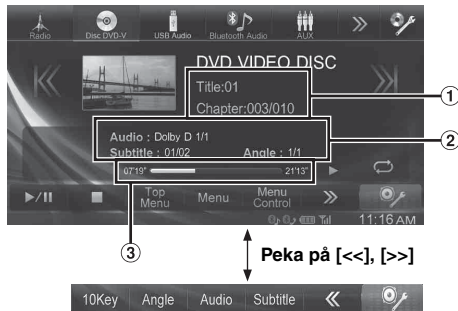 Radio Disc DVD-V USB Audio Bluetooth Audio AUX
DVD VIDEO DISC
Title:01
Chapter:003/010
1
Audio : Dolby D 1/1
2
Subtitle : 01/02 Angle : 1/1
07'19" 21'13"
Top Menu Menu Menu Control
11:16 AM
3
Peka på [<<], [>>]
10Key Angle Audio Subtitle